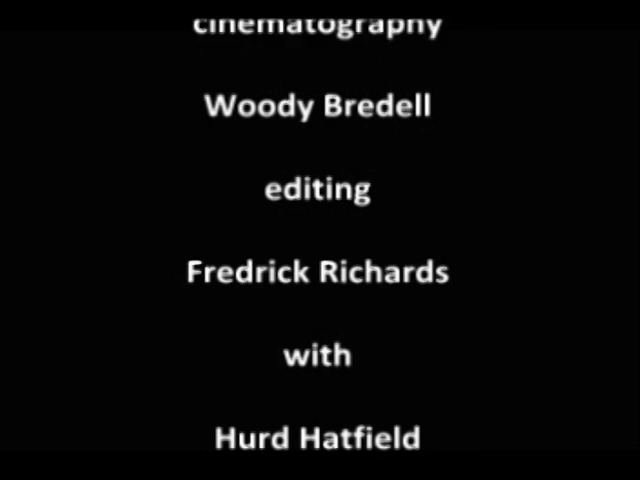 cinematography
Woody Bredell
editing
Fredrick Richards
with
Hurd Hatfield